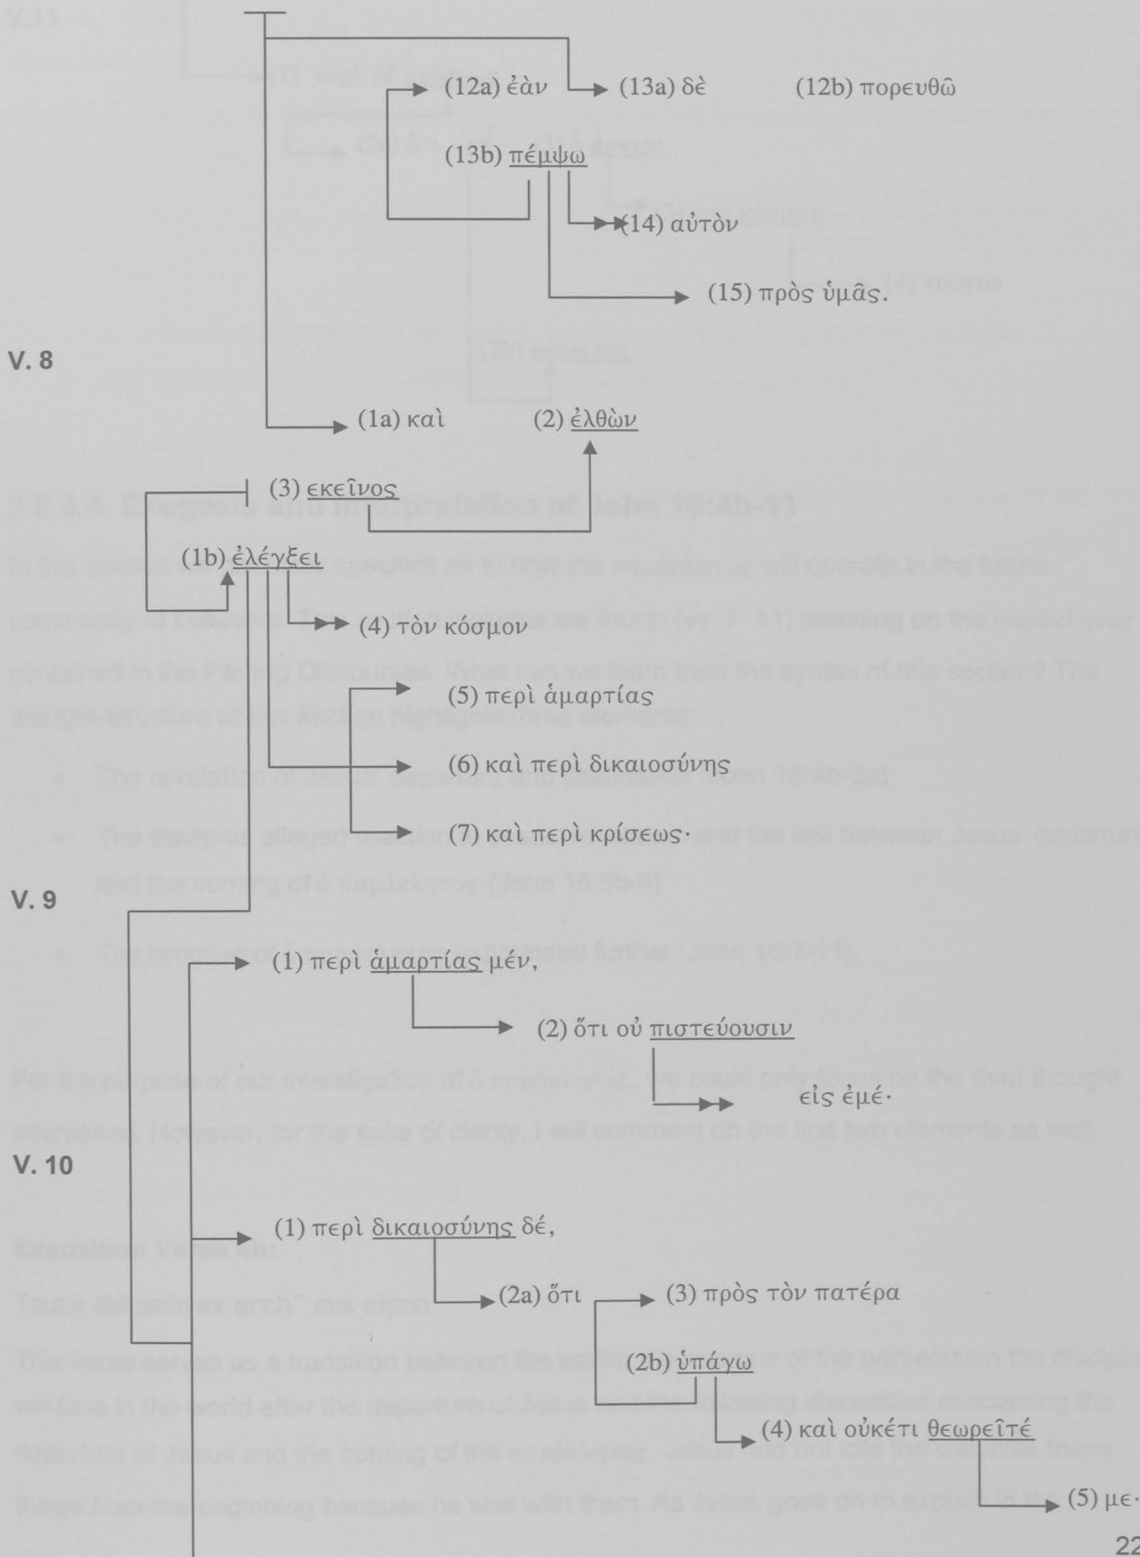 (12a) ἐὰν (13a) δὲ (12b) πορευθῶ
(13b) πέμψω
(14) αὐτὸν
(15) πρὸς ὑμᾶς.
V. 8
(1a) καὶ (2) ἐλθὼν
(3) εκεῖνος
(1b) ἐλέγξει
(4) τὸν κόσμον
(5) περὶ ἁμαρτίας
(6) καὶ περὶ δικαιοσύνης
(7) καὶ περὶ κρίσεως·
V. 9
(1) περὶ ἁμαρτίας μέν,
(2) ὅτι οὐ πιστεύουσιν
εἰς ἐμέ·
V. 10
(1) περὶ δικαιοσύνης δέ,
(2a) ὅτι (3) πρὸς τὸν πατέρα
(2b) ὑπάγω
(4) καὶ οὐκέτι θεωρεῖτέ
(5) με·
22